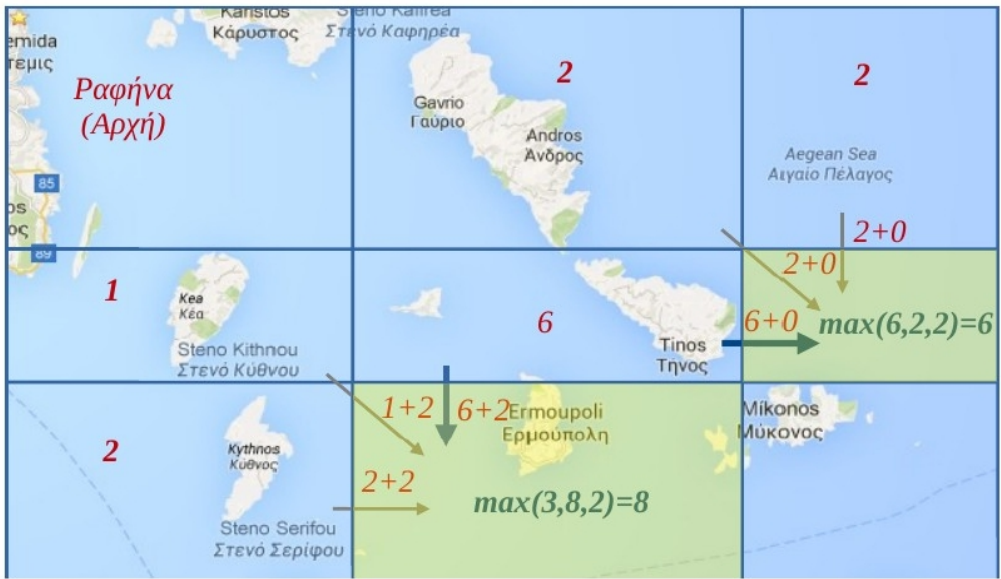 Karistos
Κάρυστος
Steno Kafirea
Στενό Καφηρέα
emida
τεμις
Ραφήνα
(Αρχή)
2
2
Gavrio
Γαύριο
Andros
Άνδρος
Aegean Sea
Αιγαίο Πέλαγος
85
os
ος
89
2+0
2+0
1
Kea
Κέα
6
6+0
max(6,2,2)=6
Steno Kithnou
Στενό Κύθνου
Tinos
Τήνος
1+2
6+2
Ermoupoli
Ερμούπολη
Mikonos
Μύκονος
2
Kythnos
Κύθνος
2+2
max(3,8,2)=8
Steno Serifou
Στενό Σερίφου